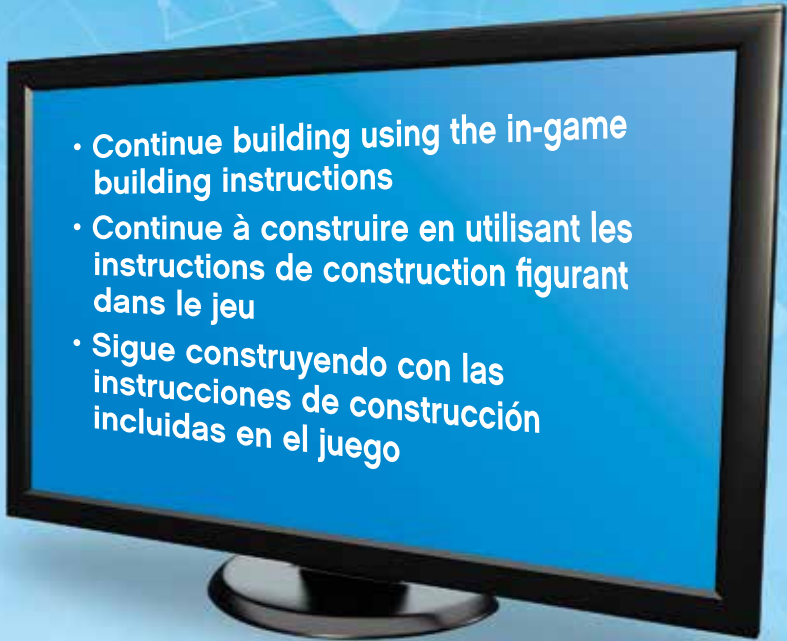 • Continue building using the in-game
building instructions
• Continue à construire en utilisant les
instructions de construction figurant
dans le jeu
• Sigue construyendo con las
instrucciones de construcción
incluidas en el juego